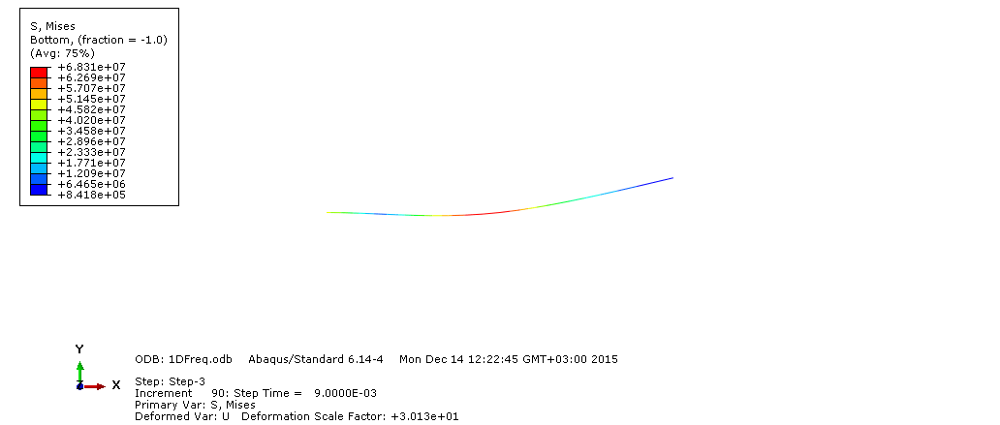 S, Mises
Bottom, (fraction = -1.0)
(Avg: 75%)
+6.831e+07
+6.269e+07
+5.707e+07
+5.145e+07
+4.582e+07
+4.020e+07
+3.458e+07
+2.896e+07
+2.333e+07
+1.771e+07
+1.209e+07
+6.465e+06
+8.418e+05
Y
X
ODB: 1DFreq.odb Abaqus/Standard 6.14-4 Mon Dec 14 12:22:45 GMT+03:00 2015
Step: Step-3
Increment 90: Step Time = 9.0000E-03
Primary Var: S, Mises
Deformed Var: U Deformation Scale Factor: +3.013e+01